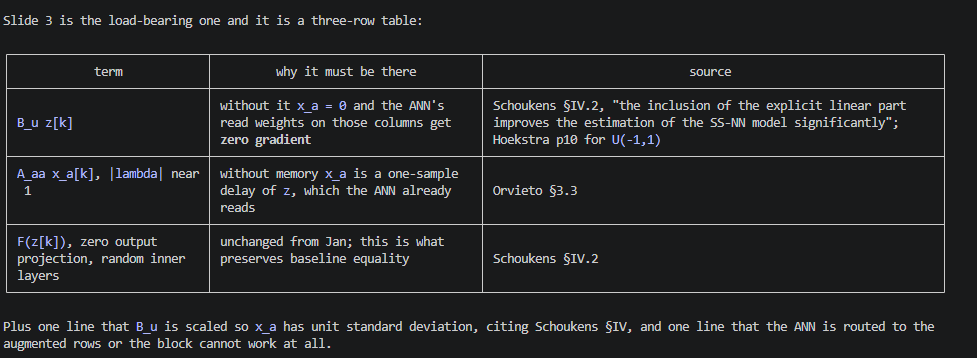 Slide 3 is the load-bearing one and it is a three-row table:
term
why it must be there
source
B_u z[k]
without it x_a = 0 and the ANN's
read weights on those columns get
zero gradient
Schoukens §IV.2, "the inclusion of the explicit linear part
improves the estimation of the SS-NN model significantly";
Hoekstra p10 for U(-1,1)
A_aa x_a[k], |lambda| near
1
without memory x_a is a one-sample
delay of z, which the ANN already
reads
Orvieto §3.3
F(z[k]), zero output
projection, random inner
layers
unchanged from Jan; this is what
preserves baseline equality
Schoukens §IV.2
Plus one line that B_u is scaled so x_a has unit standard deviation, citing Schoukens §IV, and one line that the ANN is routed to the
augmented rows or the block cannot work at all.